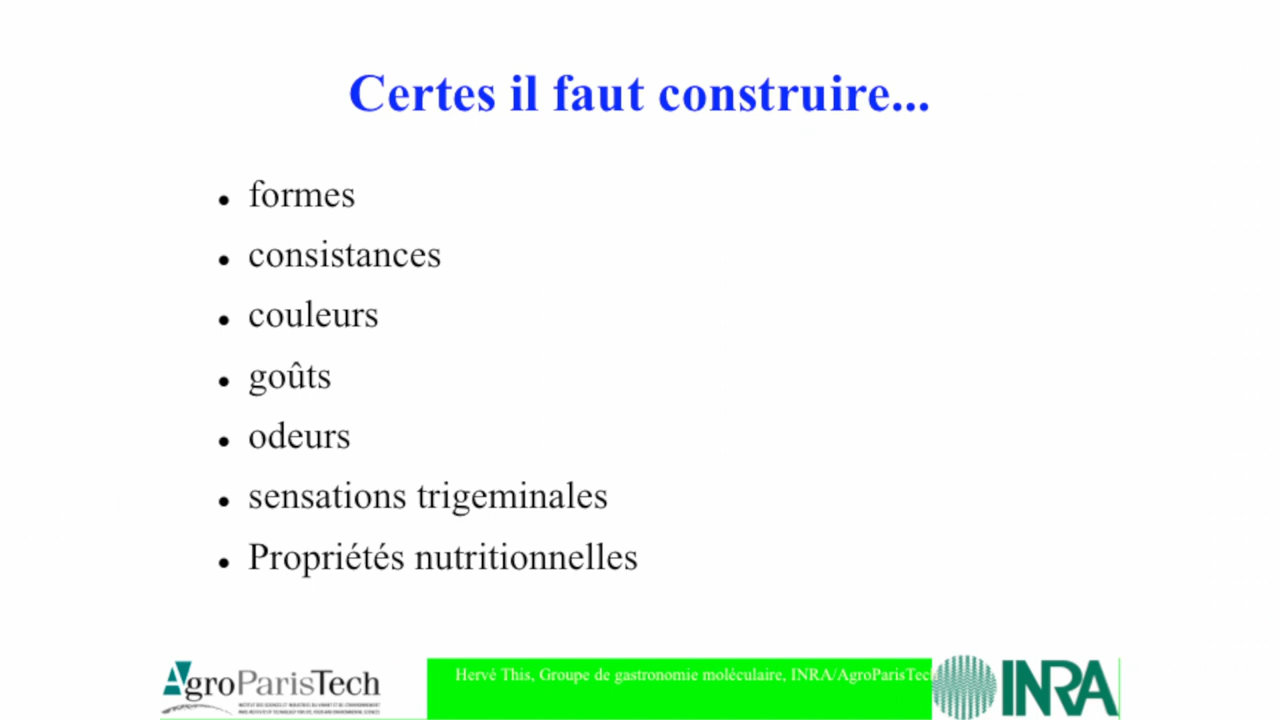 Certes il faut construire...
formes
consistances
couleurs
goûts
odeurs
sensations trigeminales
Propriétés nutritionnelles
AgroParisTech
Hervé This, Groupe de gastronomie moléculaire, INRA/AgroParisTech
INRA